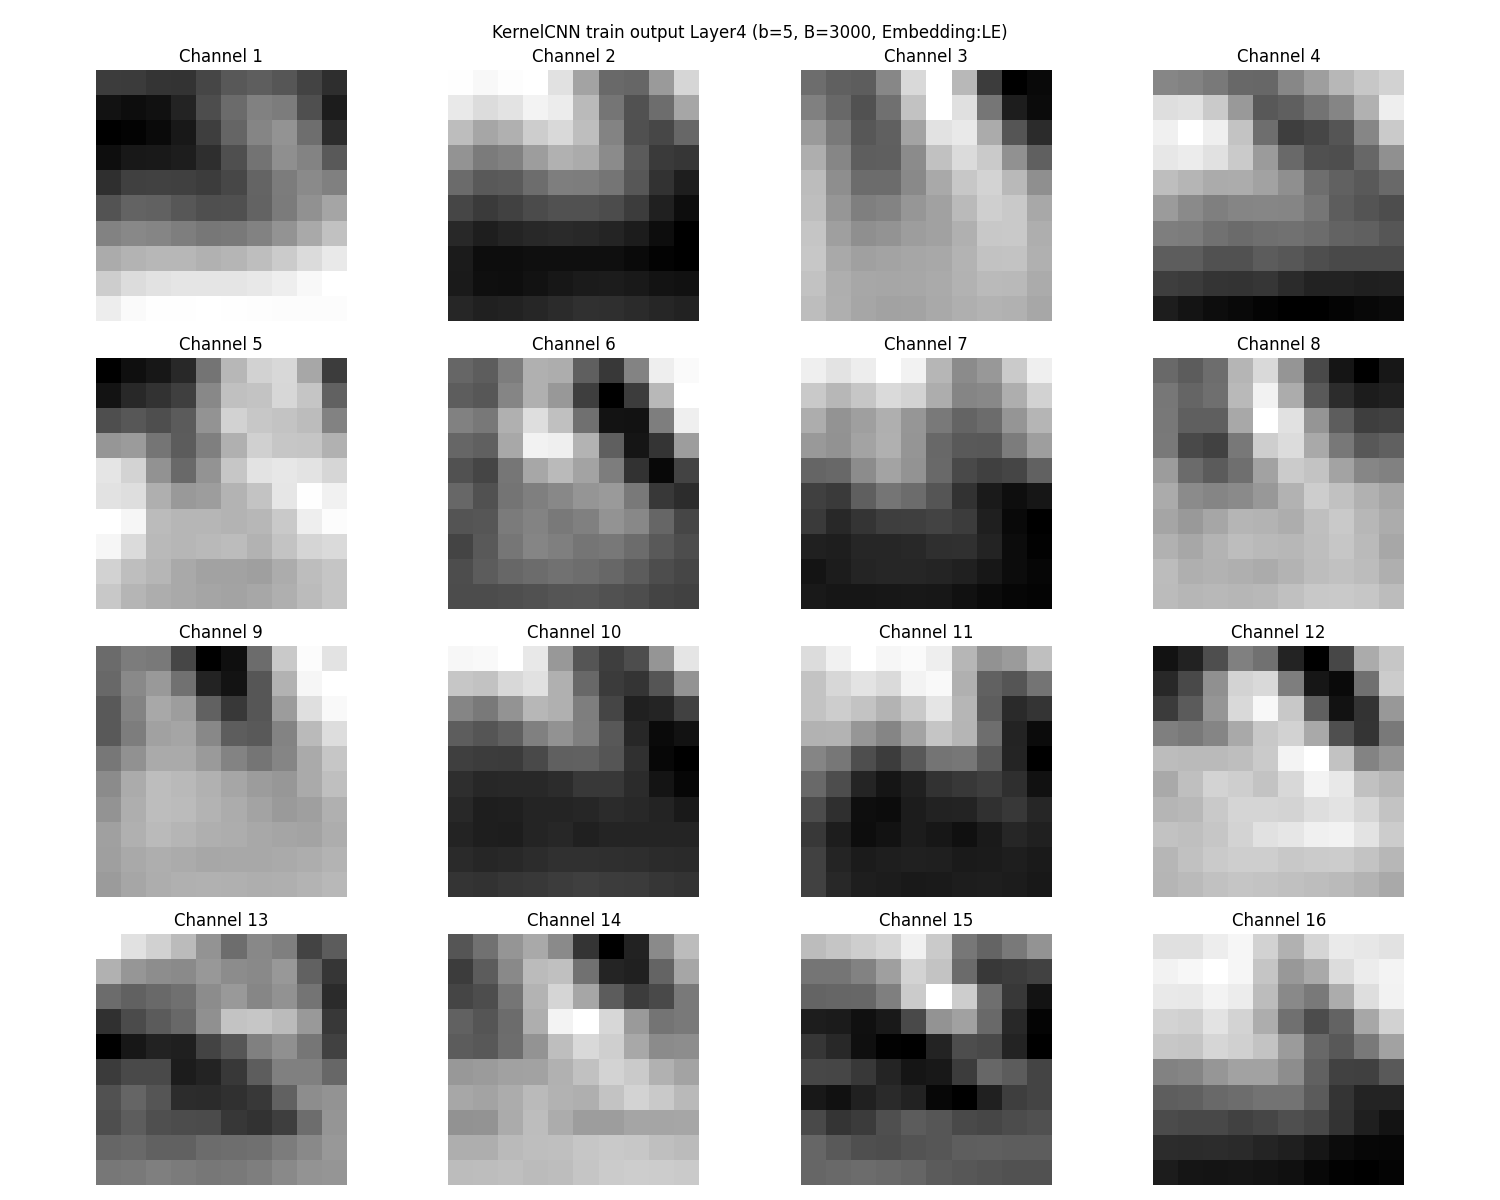 KernelCNN train output Layer4 (b=5, B=3000, Embedding:LE)
Channel 1
Channel 2
Channel 3
Channel 4
Channel 5
Channel 6
Channel 7
Channel 8
Channel 9
Channel 10
Channel 11
Channel 12
Channel 13
Channel 14
Channel 15
Channel 16